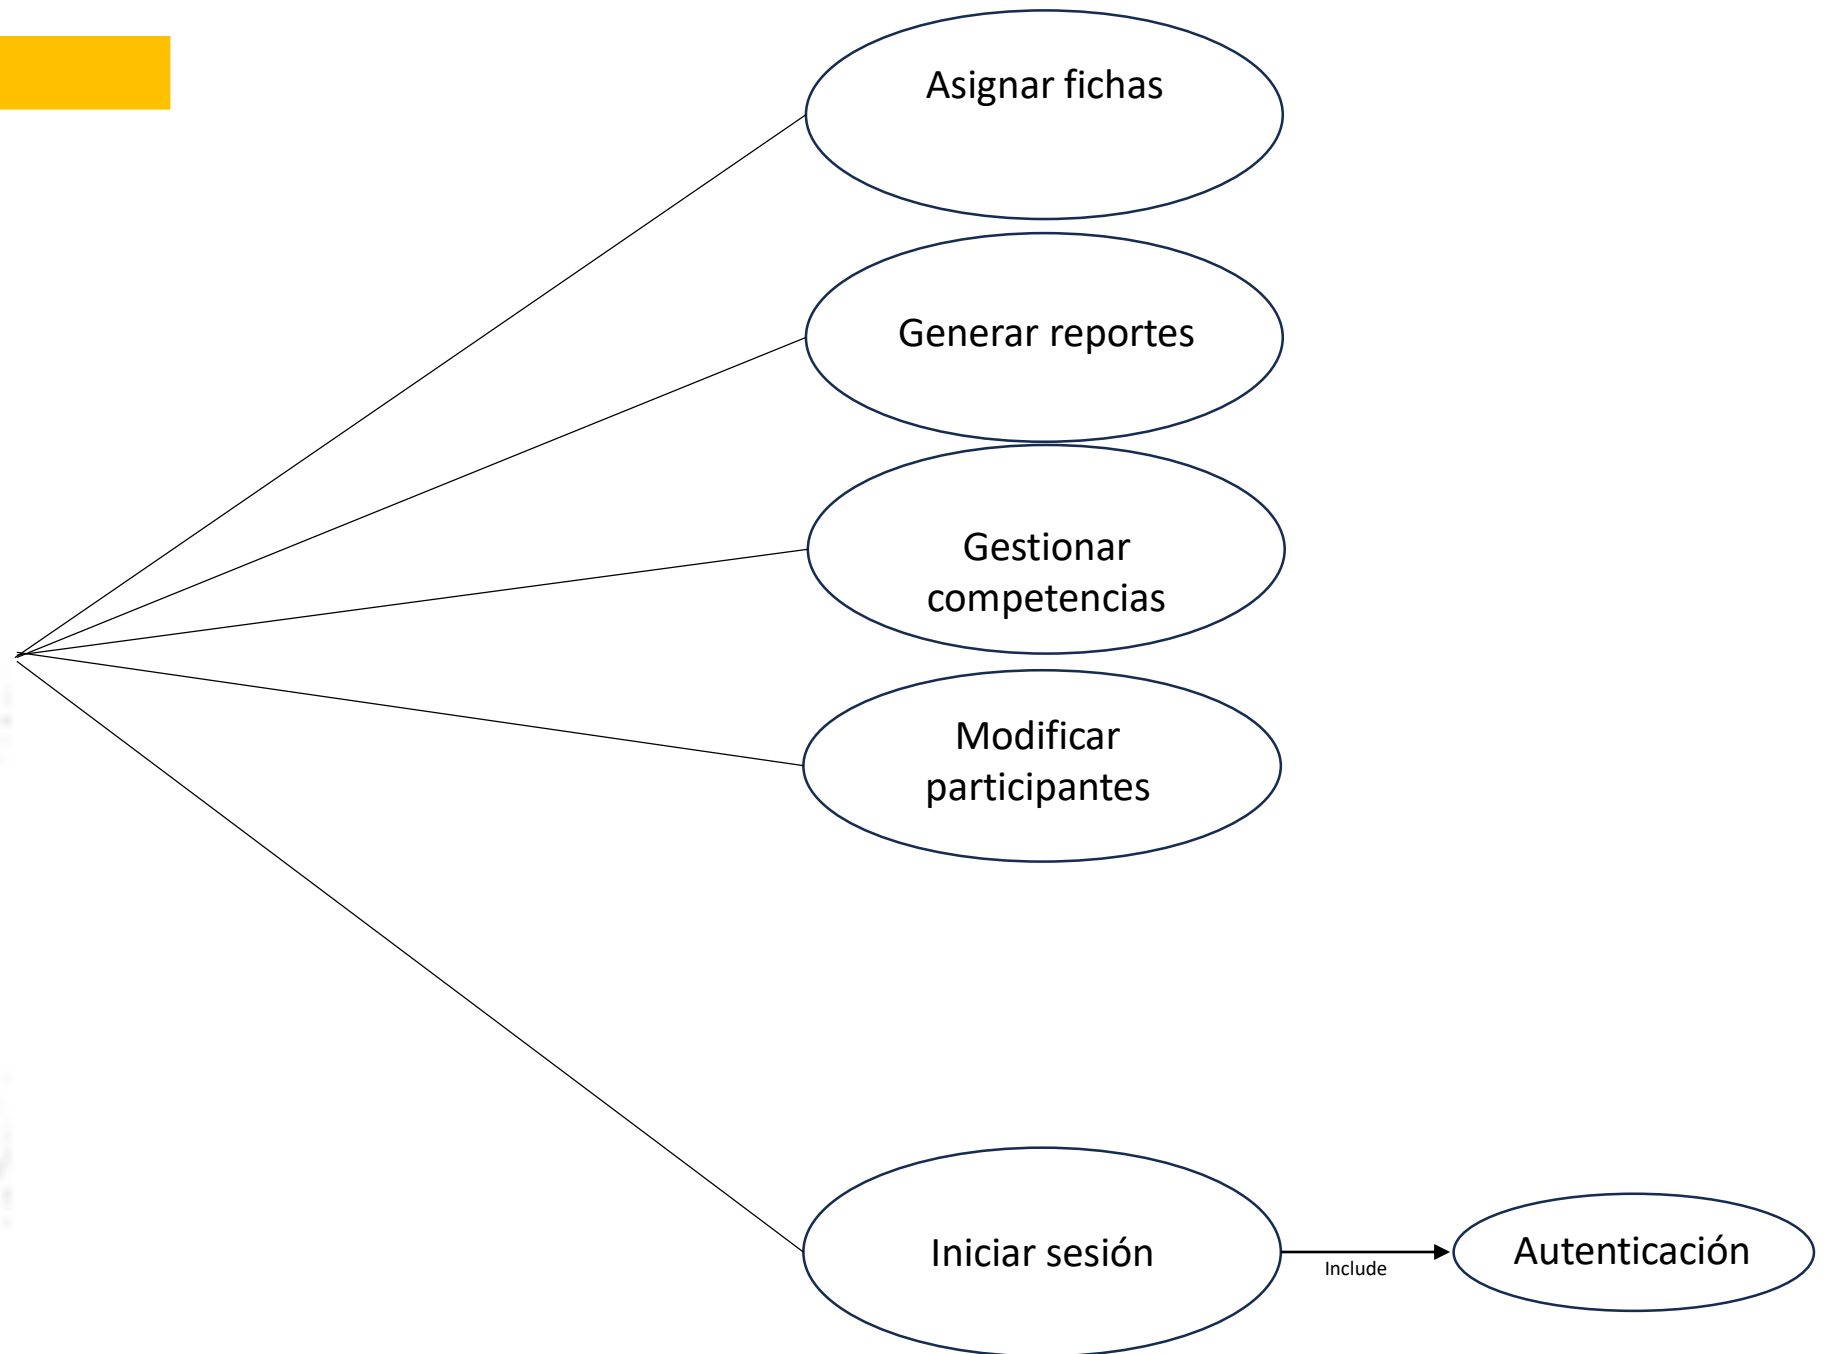 Asignar fichas
Generar reportes
Gestionar
competencias
Modificar
participantes
Iniciar sesión
Include
Autenticación